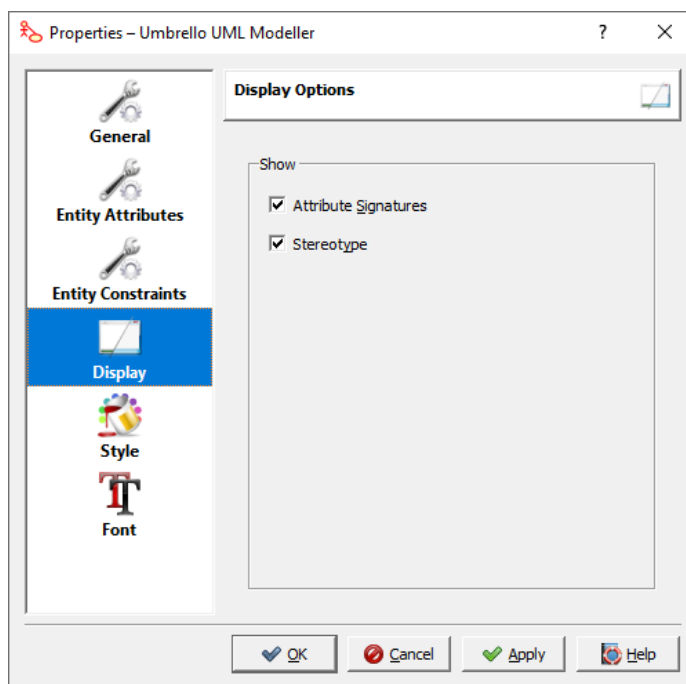 Properties – Umbrello UML Modeller
?
General
Entity Attributes
Entity Constraints
Display
Style
Font
Display Options
Show
Attribute Signatures
Stereotype
OK
Cancel
Apply
Help